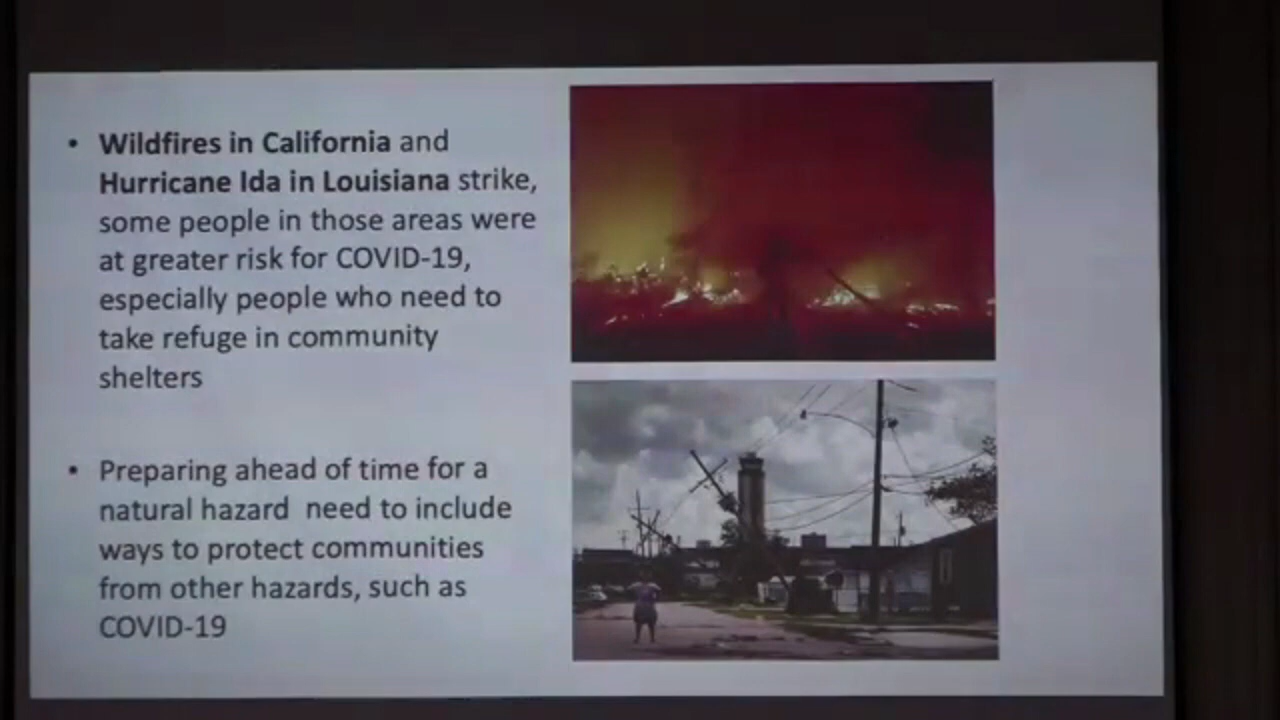 • Wildfires in California and
Hurricane Ida in Louisiana strike,
some people in those areas were
at greater risk for COVID-19,
especially people who need to
take refuge in community
shelters
• Preparing ahead of time for a
natural hazard  need to include
ways to protect communities
from other hazards, such as
COVID-19